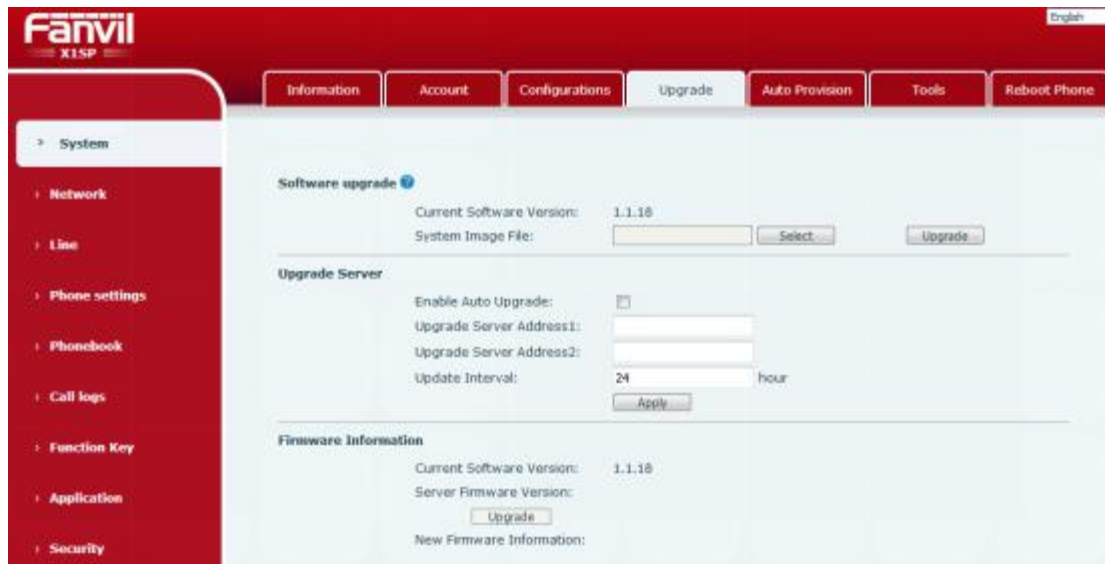 Fanvil
X1SP
English
Information Account Configurations Upgrade Auto Provision Tools Reboot Phone
System
Network
Line
Phone settings
Phonebook
Call logs
Function Key
Application
Security
Software upgrade
Current Software Version: 1.1.18
System Image File: Select Upgrade
Upgrade Server
Enable Auto Upgrade:
Upgrade Server Address1:
Upgrade Server Address2:
Update Interval: 24 hour
Apply
Firmware Information
Current Software Version: 1.1.18
Server Firmware Version:
Upgrade
New Firmware Information: